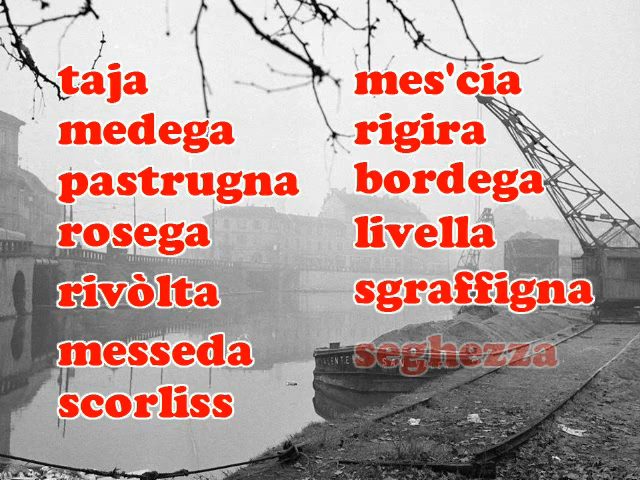 taja
medega
pastrugna
rosega
rivòlta
messeda
scorliss
mes'cia
rigira
bordega
livella
sgraffigna
seghezza